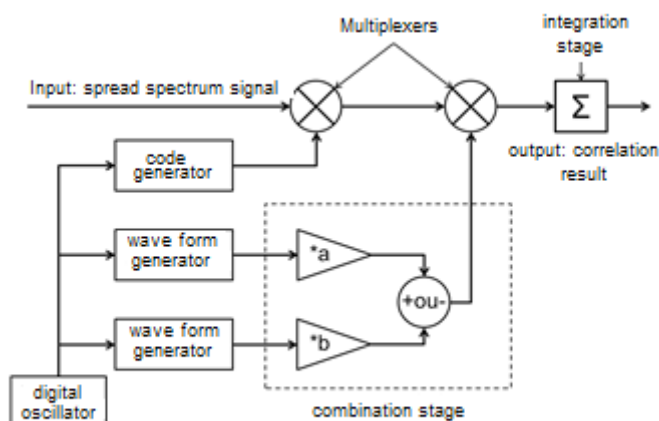 Multiplexers
integration
stage
Input: spread spectrum signal
Σ
output: correlation
result
code
generator
wave form
generator
*a
+ou-
wave form
generator
*b
digital
oscillator
combination stage